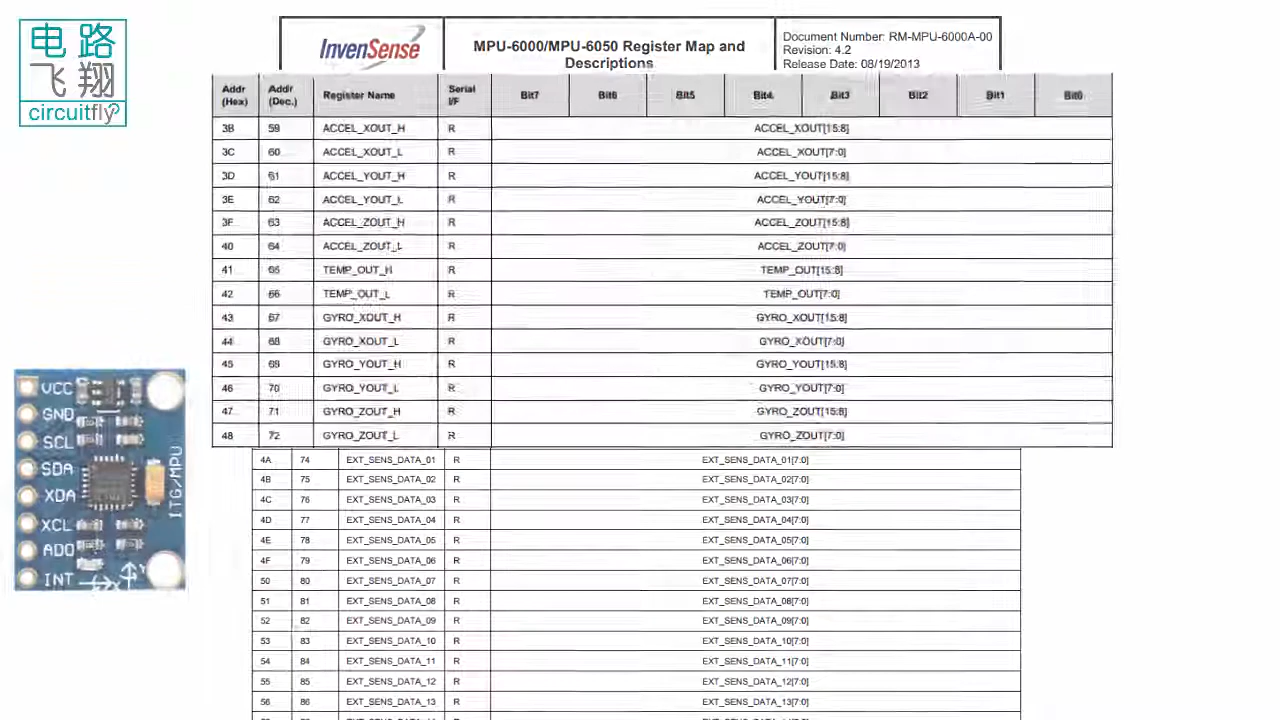 电路
飞翔
circuitfly
InvenSense
MPU-6000/MPU-6050 Register Map and
Descriptions
Document Number: RM-MPU-6000A-00
Revision: 4.2
Release Date: 08/19/2013
Addr (Hex) Addr (Dec.) Register Name Serial I/F Bit7 Bit6 Bit5 Bit4 Bit3 Bit2 Bit1 Bit0
3B 59 ACCEL_XOUT_H R ACCEL_XOUT[15:8]
3C 60 ACCEL_XOUT_L R ACCEL_XOUT[7:0]
3D 61 ACCEL_YOUT_H R ACCEL_YOUT[15:8]
3E 62 ACCEL_YOUT_L R ACCEL_YOUT[7:0]
3F 63 ACCEL_ZOUT_H R ACCEL_ZOUT[15:8]
40 64 ACCEL_ZOUT_L R ACCEL_ZOUT[7:0]
41 65 TEMP_OUT_H R TEMP_OUT[15:8]
42 66 TEMP_OUT_L R TEMP_OUT[7:0]
43 67 GYRO_XOUT_H R GYRO_XOUT[15:8]
44 68 GYRO_XOUT_L R GYRO_XOUT[7:0]
45 69 GYRO_YOUT_H R GYRO_YOUT[15:8]
46 70 GYRO_YOUT_L R GYRO_YOUT[7:0]
47 71 GYRO_ZOUT_H R GYRO_ZOUT[15:8]
48 72 GYRO_ZOUT_L R GYRO_ZOUT[7:0]
4A 74 EXT_SENS_DATA_01 R EXT_SENS_DATA_01[7:0]
4B 75 EXT_SENS_DATA_02 R EXT_SENS_DATA_02[7:0]
4C 76 EXT_SENS_DATA_03 R EXT_SENS_DATA_03[7:0]
4D 77 EXT_SENS_DATA_04 R EXT_SENS_DATA_04[7:0]
4E 78 EXT_SENS_DATA_05 R EXT_SENS_DATA_05[7:0]
4F 79 EXT_SENS_DATA_06 R EXT_SENS_DATA_06[7:0]
50 80 EXT_SENS_DATA_07 R EXT_SENS_DATA_07[7:0]
51 81 EXT_SENS_DATA_08 R EXT_SENS_DATA_08[7:0]
52 82 EXT_SENS_DATA_09 R EXT_SENS_DATA_09[7:0]
53 83 EXT_SENS_DATA_10 R EXT_SENS_DATA_10[7:0]
54 84 EXT_SENS_DATA_11 R EXT_SENS_DATA_11[7:0]
55 85 EXT_SENS_DATA_12 R EXT_SENS_DATA_12[7:0]
56 86 EXT_SENS_DATA_13 R EXT_SENS_DATA_13[7:0]
VCC
GND
SCL
SDA
XDA
XCL
ADO
INT
ITG/MPU
Y